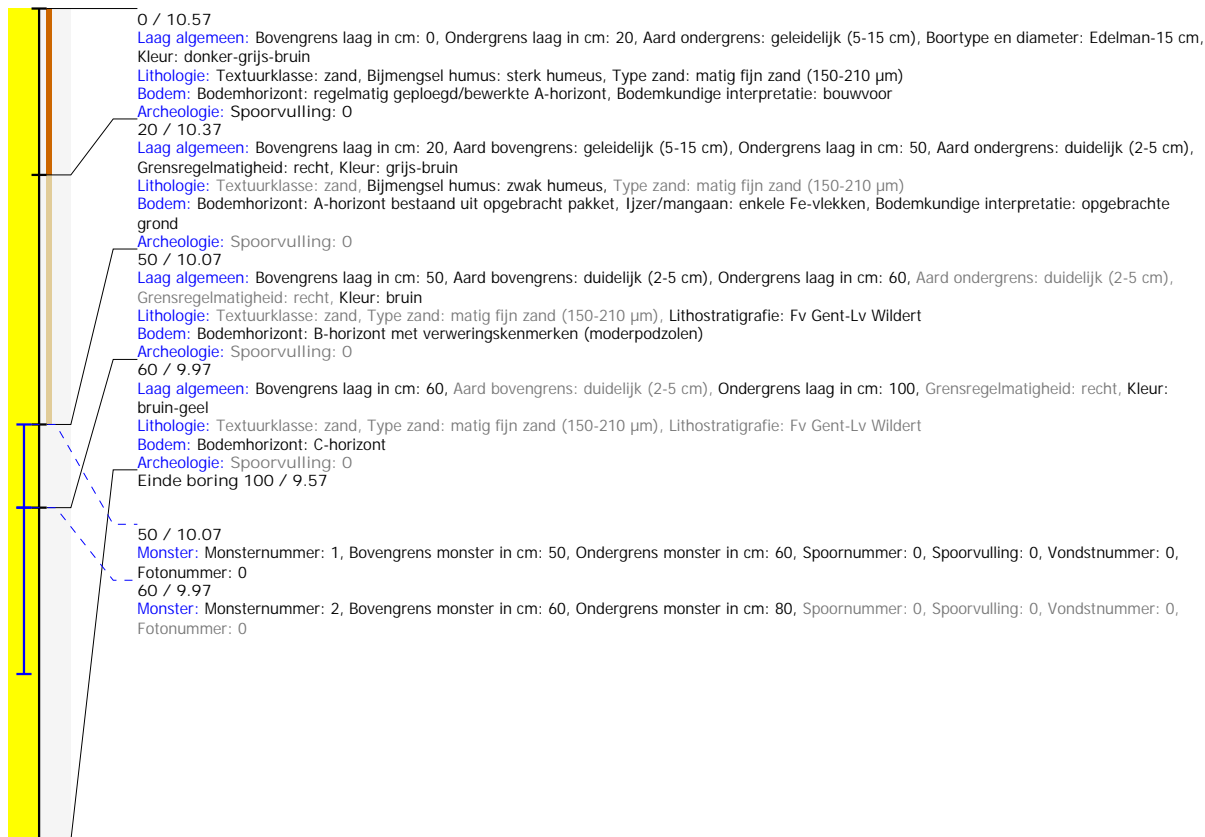 0 / 10.57
Laag algemeen: Bovengrens laag in cm: 0, Ondergrens laag in cm: 20, Aard ondergrens: geleidelijk (5-15 cm), Boortype en diameter: Edelman-15 cm,
Kleur: donker-grijs-bruin
Lithologie: Textuurklasse: zand, Bijmengsel humus: sterk humeus, Type zand: matig fijn zand (150-210 µm)
Bodem: Bodemhorizont: regelmatig geploegd/bewerkte A-horizont, Bodemkundige interpretatie: bouwvoor
Archeologie: Spoorvulling: 0
20 / 10.37
Laag algemeen: Bovengrens laag in cm: 20, Aard bovengrens: geleidelijk (5-15 cm), Ondergrens laag in cm: 50, Aard ondergrens: duidelijk (2-5 cm),
Grensregelmatigheid: recht, Kleur: grijs-bruin
Lithologie: Textuurklasse: zand, Bijmengsel humus: zwak humeus, Type zand: matig fijn zand (150-210 µm)
Bodem: Bodemhorizont: A-horizont bestaand uit opgebracht pakket, Ijzer/mangaan: enkele Fe-vlekken, Bodemkundige interpretatie: opgebrachte
grond
Archeologie: Spoorvulling: 0
50 / 10.07
Laag algemeen: Bovengrens laag in cm: 50, Aard bovengrens: duidelijk (2-5 cm), Ondergrens laag in cm: 60, Aard ondergrens: duidelijk (2-5 cm),
Grensregelmatigheid: recht, Kleur: bruin
Lithologie: Textuurklasse: zand, Type zand: matig fijn zand (150-210 µm), Lithostratigrafie: Fv Gent-Lv Wildert
Bodem: Bodemhorizont: B-horizont met verweringskenmerken (moderpodzolen)
Archeologie: Spoorvulling: 0
60 / 9.97
Laag algemeen: Bovengrens laag in cm: 60, Aard bovengrens: duidelijk (2-5 cm), Ondergrens laag in cm: 100, Grensregelmatigheid: recht, Kleur:
bruin-geel
Lithologie: Textuurklasse: zand, Type zand: matig fijn zand (150-210 µm), Lithostratigrafie: Fv Gent-Lv Wildert
Bodem: Bodemhorizont: C-horizont
Archeologie: Spoorvulling: 0
Einde boring 100 / 9.57
50 / 10.07
Monster: Monsternummer: 1, Bovengrens monster in cm: 50, Ondergrens monster in cm: 60, Spoornummer: 0, Spoorvulling: 0, Vondstnummer: 0,
Fotonummer: 0
60 / 9.97
Monster: Monsternummer: 2, Bovengrens monster in cm: 60, Ondergrens monster in cm: 80, Spoornummer: 0, Spoorvulling: 0, Vondstnummer: 0,
Fotonummer: 0